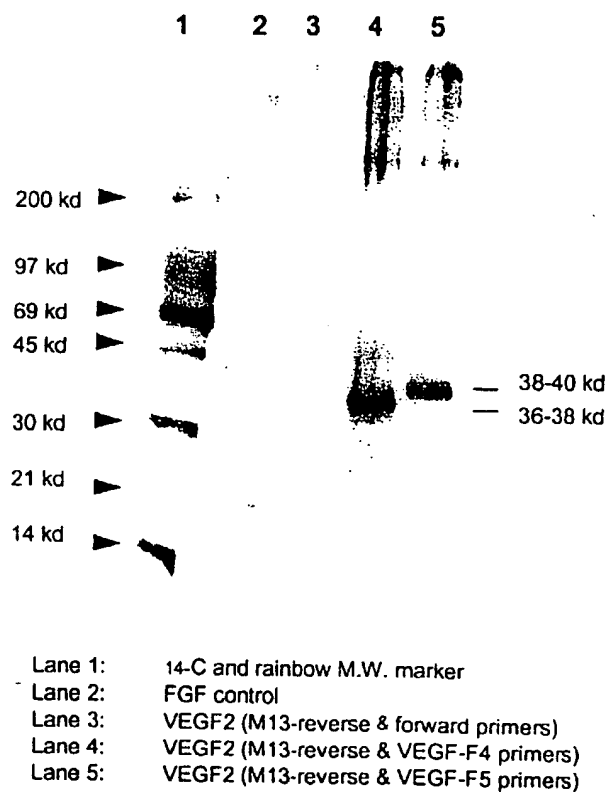 1 2 3 4 5
200 kd
97 kd
69 kd
45 kd
38-40 kd
36-38 kd
30 kd
21 kd
14 kd
Lane 1: 14-C and rainbow M.W. marker
Lane 2: FGF control
Lane 3: VEGF2 (M13-reverse & forward primers)
Lane 4: VEGF2 (M13-reverse & VEGF-F4 primers)
Lane 5: VEGF2 (M13-reverse & VEGF-F5 primers)